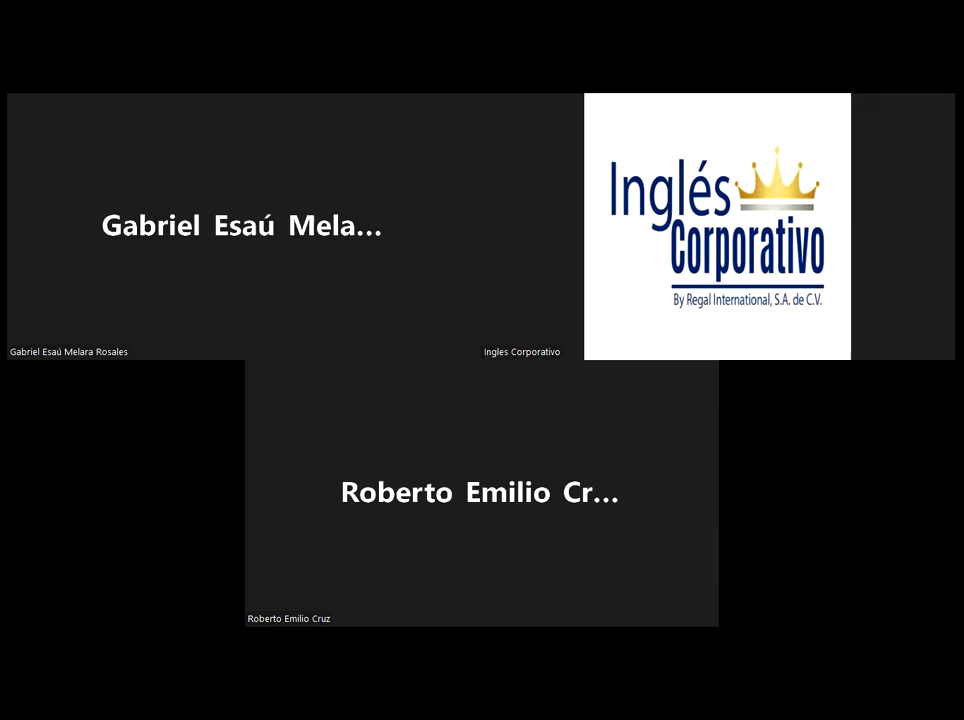 Gabriel Esaú Mela...
Gabriel Esaú Melara Rosales
Inglés
Corporativo
By Regal International, S.A. de C.V.
Ingles Corporativo
Roberto Emilio Cr...
Roberto Emilio Cruz